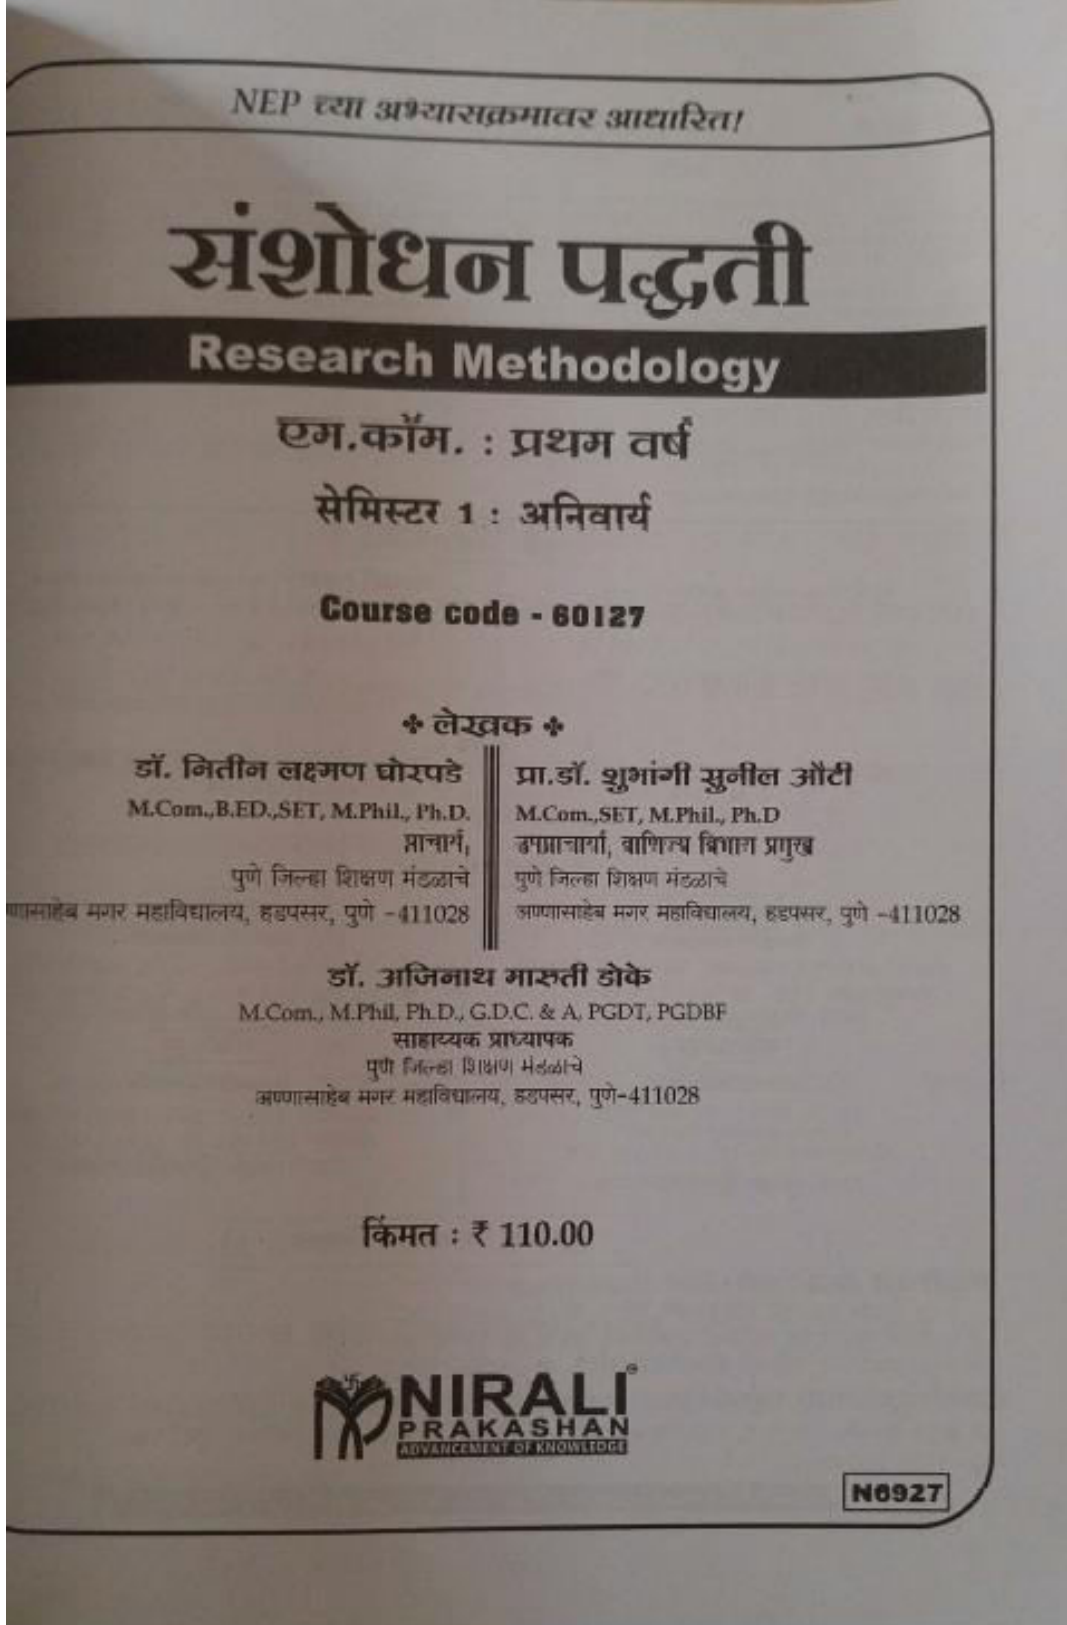 NEP च्या अभ्यासक्रमावर आधारित!
संशोधन पद्धती
Research Methodology
एम.कॉम. : प्रथम वर्ष
सेमिस्टर 1 : अनिवार्य
Course code - 60127
लेखक
डॉ. नितीन लक्ष्मण घोरपडे
M.Com.,B.ED.,SET, M.Phil., Ph.D.
प्राचार्य,
पुणे जिल्हा शिक्षण मंडळाचे
मगर महाविद्यालय, हडपसर, पुणे -411028
प्रा.डॉ. शुभांगी सुनील औटी
M.Com.,SET, M.Phil., Ph.D
उपप्राचार्या, वाणिज्य विभाग प्रमुख
पुणे जिल्हा शिक्षण मंडळाचे
अण्णासाहेब मगर महाविद्यालय, हडपसर, पुणे -411028
डॉ. अजिनाथ मारुती डोके
M.Com., M.Phil, Ph.D., G.D.C. & A, PGDT, PGDBF
साहाय्यक प्राध्यापक
पुणे जिल्हा शिक्षण मंडळाचे
अण्णासाहेब मगर महाविद्यालय, हडपसर, पुणे-411028
किंमत : ₹ 110.00
NIRALI
PRAKASHAN
ADVANCEMENT OF KNOWLEDGE
N6927